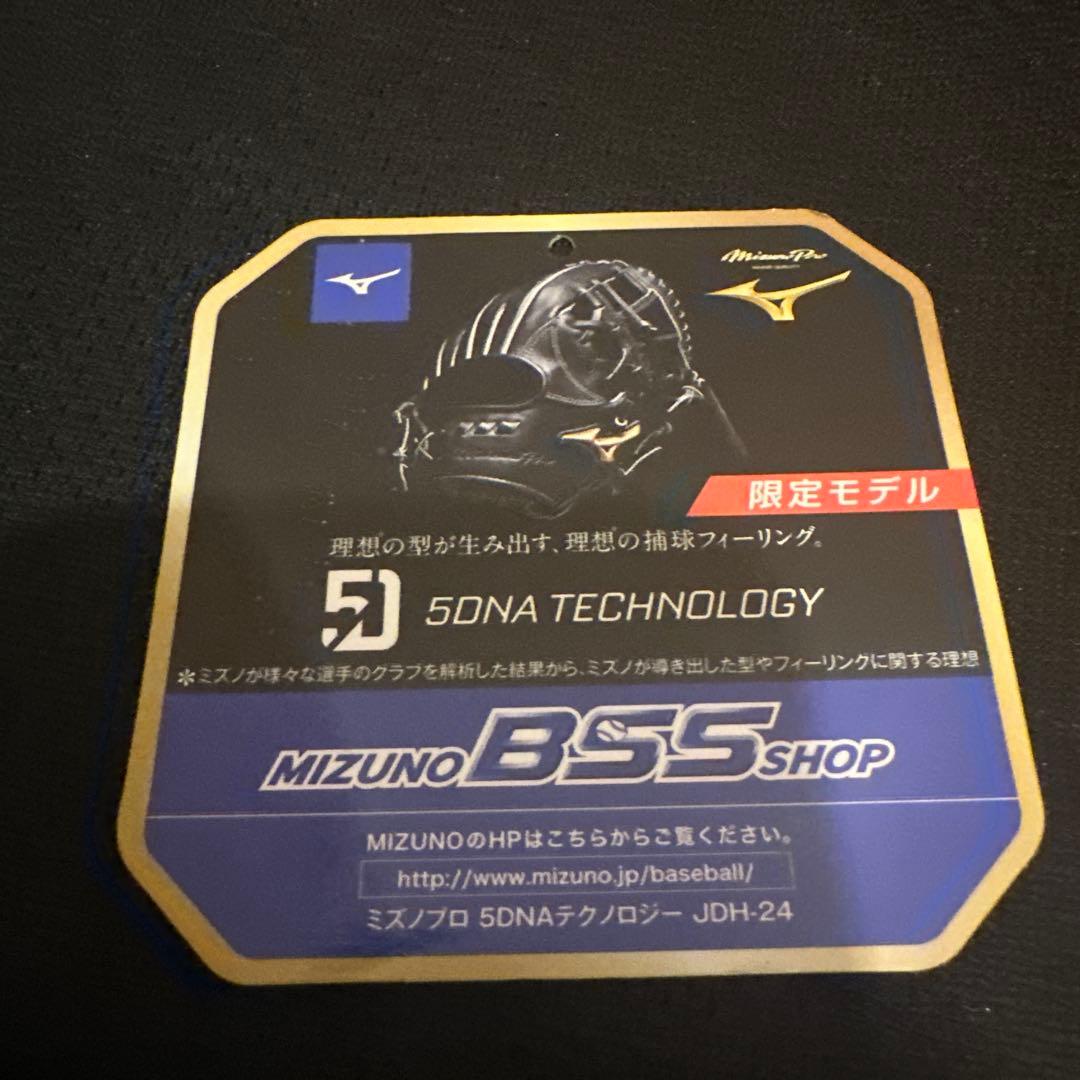 Mizuno Pro
限定モデル
理想*の型が生み出す、理想*の捕球フィーリング。
5D 5DNA TECHNOLOGY
*ミズノが様々な選手のグラブを解析した結果から、ミズノが導き出した型やフィーリングに関する理想
MIZUNO BSS SHOP
MIZUNOのHPはこちらからご覧ください。
http://www.mizuno.jp/baseball/
ミズノプロ 5DNAテクノロジー JDH-24